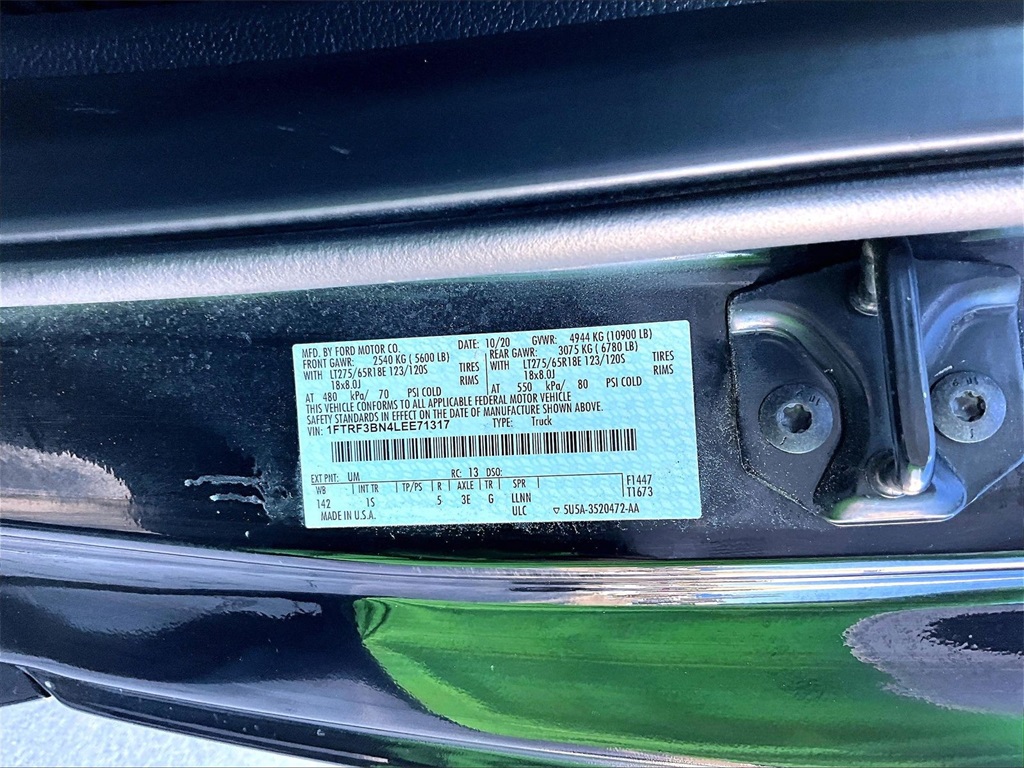 MFD. BY FORD MOTOR CO. DATE: 10/20 GVWR: 4944 KG (10900 LB)
FRONT GAWR: 2540 KG ( 5600 LB) REAR GAWR: 3075 KG ( 6780 LB)
WITH LT275/65R18E 123/120S TIRES WITH LT275/65R18E 123/120S TIRES
18x8.0J RIMS 18x8.0J RIMS
AT 480 kPa/ 70 PSI COLD AT 550 kPa/ 80 PSI COLD
THIS VEHICLE CONFORMS TO ALL APPLICABLE FEDERAL MOTOR VEHICLE
SAFETY STANDARDS IN EFFECT ON THE DATE OF MANUFACTURE SHOWN ABOVE.
VIN: 1FTRF3BN4LEE71317 TYPE: Truck
EXT PNT: UM RC: 13 DSO: F1447
WB INT TR TP/PS R AXLE TR SPR T1673
142 1S 5 3E G LLNN
MADE IN U.S.A. ULC ▽ 5U5A-3520472-AA